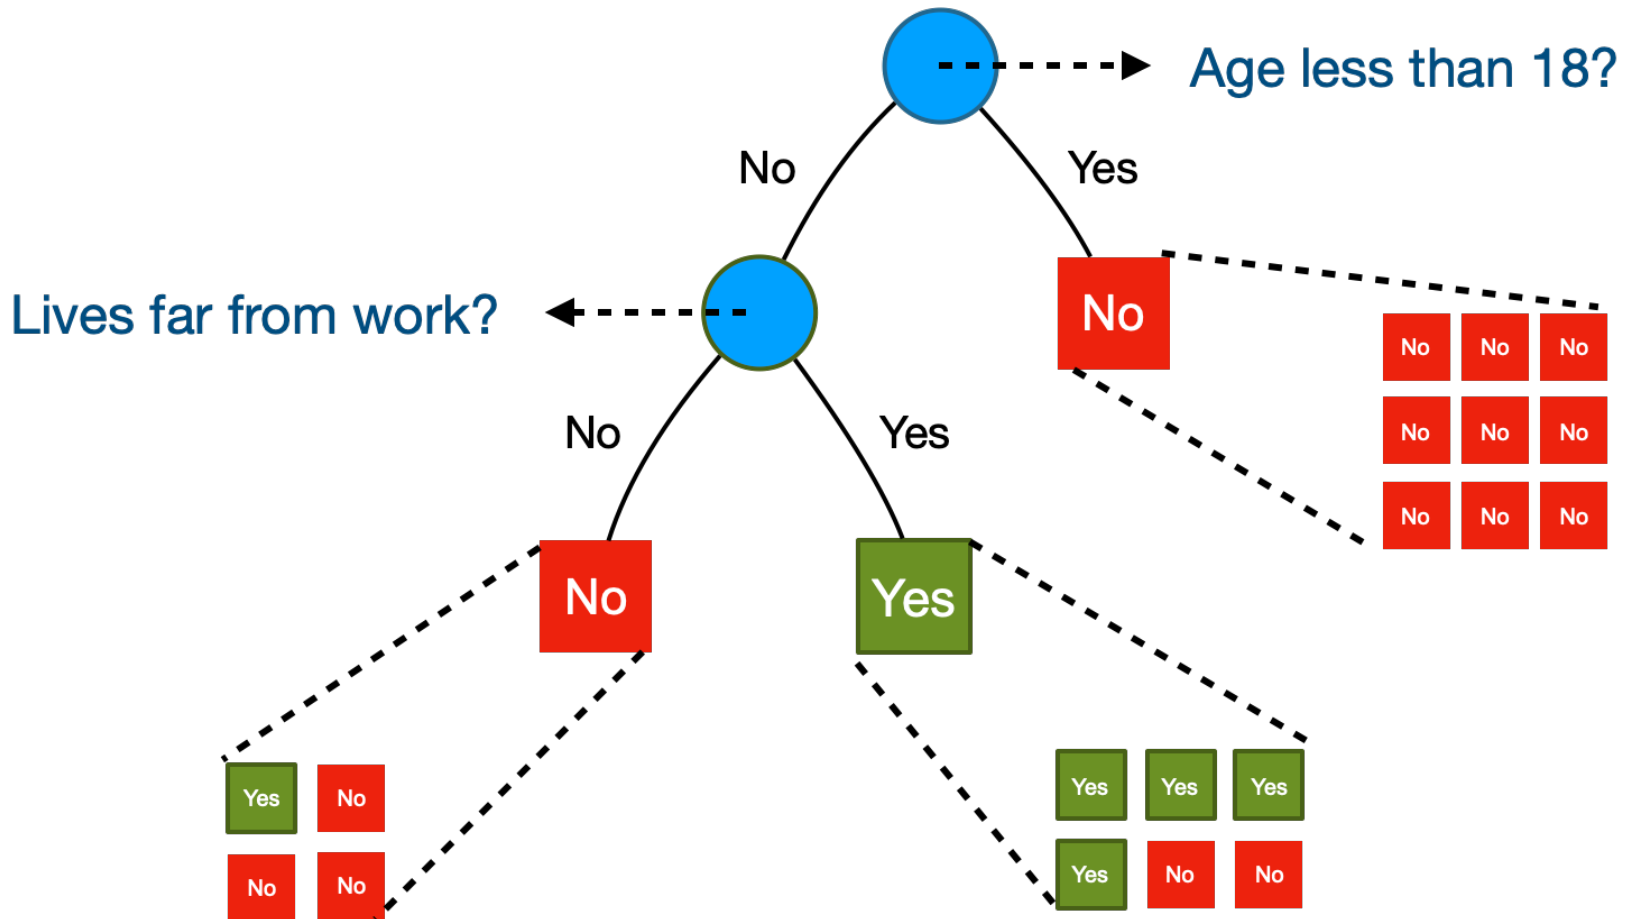 Age less than 18?
No
Yes
Lives far from work?
No
No No No
No No No
No No No
No
Yes
No
Yes
Yes No
No No
Yes Yes Yes
Yes No No